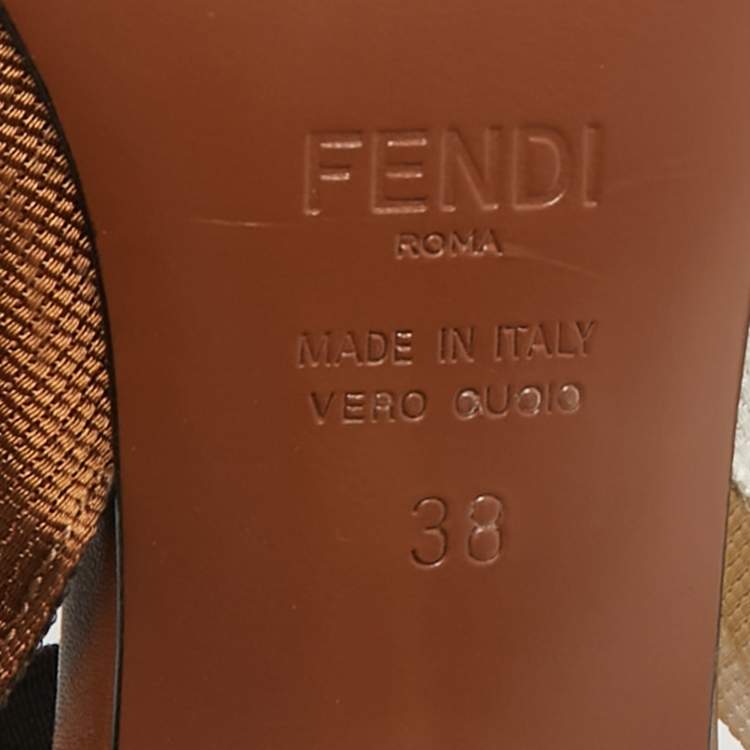 FENDI
ROMA
MADE IN ITALY
VERO CUOIO
38